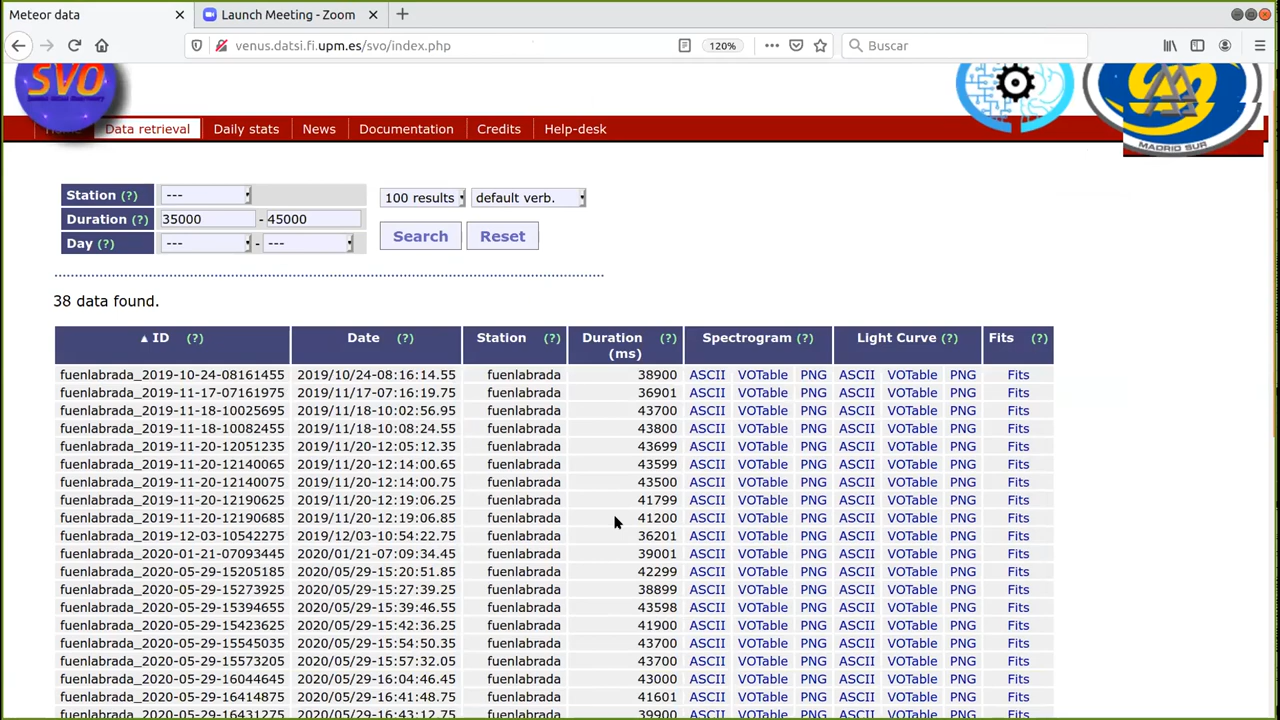 Meteor data
Launch Meeting - Zoom
venus.datsi.fi.upm.es/svo/index.php
120%
Buscar
SVO
MADRID SUR
Data retrieval
Daily stats
News
Documentation
Credits
Help-desk
Station (?) ---
100 results
default verb.
Duration (?) 35000 - 45000
Day (?) --- - ---
Search
Reset
38 data found.
▲ ID (?) Date (?) Station (?) Duration (ms) (?) Spectrogram (?) Light Curve (?) Fits (?)
fuenlabrada_2019-10-24-08161455 2019/10/24-08:16:14.55 fuenlabrada 38900 ASCII VOTable PNG ASCII VOTable PNG Fits
fuenlabrada_2019-11-17-07161975 2019/11/17-07:16:19.75 fuenlabrada 36901 ASCII VOTable PNG ASCII VOTable PNG Fits
fuenlabrada_2019-11-18-10025695 2019/11/18-10:02:56.95 fuenlabrada 43700 ASCII VOTable PNG ASCII VOTable PNG Fits
fuenlabrada_2019-11-18-10082455 2019/11/18-10:08:24.55 fuenlabrada 43800 ASCII VOTable PNG ASCII VOTable PNG Fits
fuenlabrada_2019-11-20-12051235 2019/11/20-12:05:12.35 fuenlabrada 43699 ASCII VOTable PNG ASCII VOTable PNG Fits
fuenlabrada_2019-11-20-12140065 2019/11/20-12:14:00.65 fuenlabrada 43599 ASCII VOTable PNG ASCII VOTable PNG Fits
fuenlabrada_2019-11-20-12140075 2019/11/20-12:14:00.75 fuenlabrada 43500 ASCII VOTable PNG ASCII VOTable PNG Fits
fuenlabrada_2019-11-20-12190625 2019/11/20-12:19:06.25 fuenlabrada 41799 ASCII VOTable PNG ASCII VOTable PNG Fits
fuenlabrada_2019-11-20-12190685 2019/11/20-12:19:06.85 fuenlabrada 41200 ASCII VOTable PNG ASCII VOTable PNG Fits
fuenlabrada_2019-12-03-10542275 2019/12/03-10:54:22.75 fuenlabrada 36201 ASCII VOTable PNG ASCII VOTable PNG Fits
fuenlabrada_2020-01-21-07093445 2020/01/21-07:09:34.45 fuenlabrada 39001 ASCII VOTable PNG ASCII VOTable PNG Fits
fuenlabrada_2020-05-29-15205185 2020/05/29-15:20:51.85 fuenlabrada 42299 ASCII VOTable PNG ASCII VOTable PNG Fits
fuenlabrada_2020-05-29-15273925 2020/05/29-15:27:39.25 fuenlabrada 38899 ASCII VOTable PNG ASCII VOTable PNG Fits
fuenlabrada_2020-05-29-15394655 2020/05/29-15:39:46.55 fuenlabrada 43598 ASCII VOTable PNG ASCII VOTable PNG Fits
fuenlabrada_2020-05-29-15423625 2020/05/29-15:42:36.25 fuenlabrada 41900 ASCII VOTable PNG ASCII VOTable PNG Fits
fuenlabrada_2020-05-29-15545035 2020/05/29-15:54:50.35 fuenlabrada 43700 ASCII VOTable PNG ASCII VOTable PNG Fits
fuenlabrada_2020-05-29-15573205 2020/05/29-15:57:32.05 fuenlabrada 43700 ASCII VOTable PNG ASCII VOTable PNG Fits
fuenlabrada_2020-05-29-16044645 2020/05/29-16:04:46.45 fuenlabrada 43000 ASCII VOTable PNG ASCII VOTable PNG Fits
fuenlabrada_2020-05-29-16414875 2020/05/29-16:41:48.75 fuenlabrada 41601 ASCII VOTable PNG ASCII VOTable PNG Fits
fuenlabrada_2020-05-29-16431275 2020/05/29-16:43:12.75 fuenlabrada 39900 ASCII VOTable PNG ASCII VOTable PNG Fits